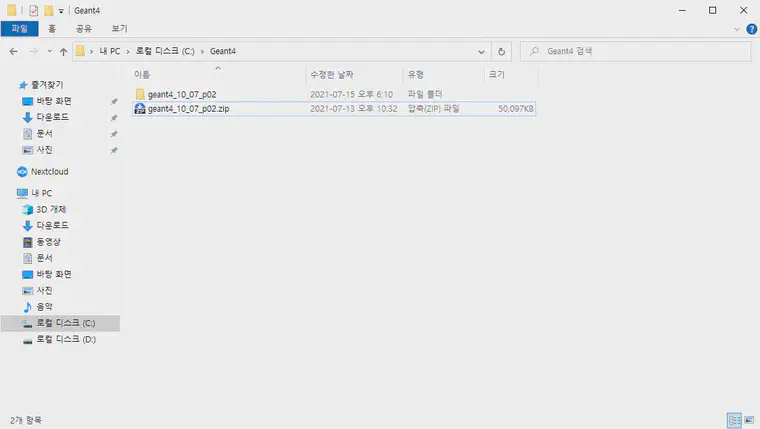 Geant4
파일 홈 공유 보기
내 PC > 로컬 디스크 (C:) > Geant4
Geant4 검색
이름 수정한 날짜 유형 크기
geant4_10_07_p02 2021-07-15 오후 6:10 파일 폴더
geant4_10_07_p02.zip 2021-07-13 오후 10:32 압축(ZIP) 파일 50,097KB
즐겨찾기
바탕 화면
다운로드
문서
사진
Nextcloud
내 PC
3D 개체
다운로드
동영상
문서
바탕 화면
사진
음악
로컬 디스크 (C:)
로컬 디스크 (D:)
2개 항목